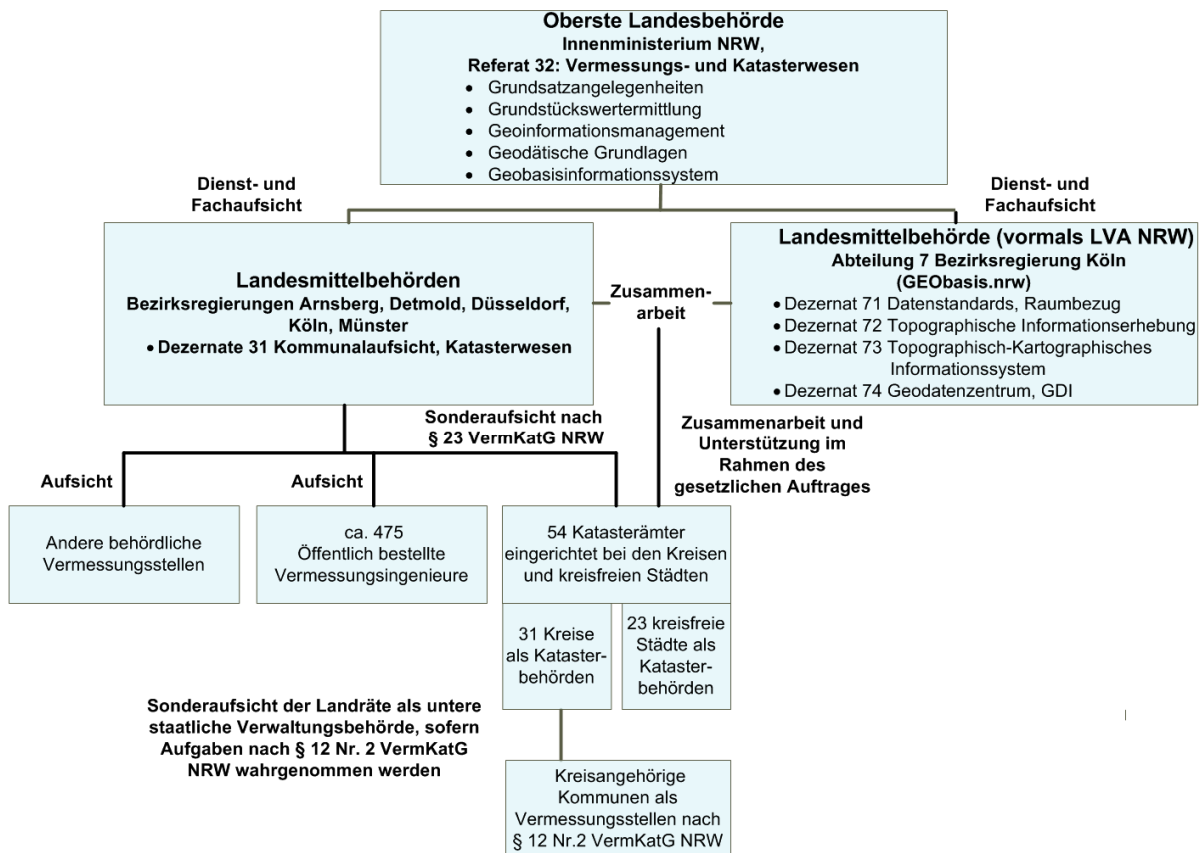 Oberste Landesbehörde
Innenministerium NRW,
Referat 32: Vermessungs- und Katasterwesen
• Grundsatzangelegenheiten
• Grundstückswertermittlung
• Geoinformationsmanagement
• Geodätische Grundlagen
• Geobasisinformationssystem
Dienst- und
Fachaufsicht
Dienst- und
Fachaufsicht
Landesmittelbehörden
Bezirksregierungen Arnsberg, Detmold, Düsseldorf,
Köln, Münster
• Dezernate 31 Kommunalaufsicht, Katasterwesen
Zusammen-
arbeit
Landesmittelbehörde (vormals LVA NRW)
Abteilung 7 Bezirksregierung Köln
(GEObasis.nrw)
• Dezernat 71 Datenstandards, Raumbezug
• Dezernat 72 Topographische Informationserhebung
• Dezernat 73 Topographisch-Kartographisches
Informationssystem
• Dezernat 74 Geodatenzentrum, GDI
Sonderaufsicht nach
§ 23 VermKatG NRW
Zusammenarbeit und
Unterstützung im
Rahmen des
gesetzlichen Auftrages
Aufsicht
Aufsicht
Andere behördliche
Vermessungsstellen
ca. 475
Öffentlich bestellte
Vermessungsingenieure
54 Katasterämter
eingerichtet bei den Kreisen
und kreisfreien Städten
31 Kreise
als Kataster-
behörden
23 kreisfreie
Städte als
Kataster-
behörden
Sonderaufsicht der Landräte als untere
staatliche Verwaltungsbehörde, sofern
Aufgaben nach § 12 Nr. 2 VermKatG
NRW wahrgenommen werden
Kreisangehörige
Kommunen als
Vermessungsstellen nach
§ 12 Nr.2 VermKatG NRW